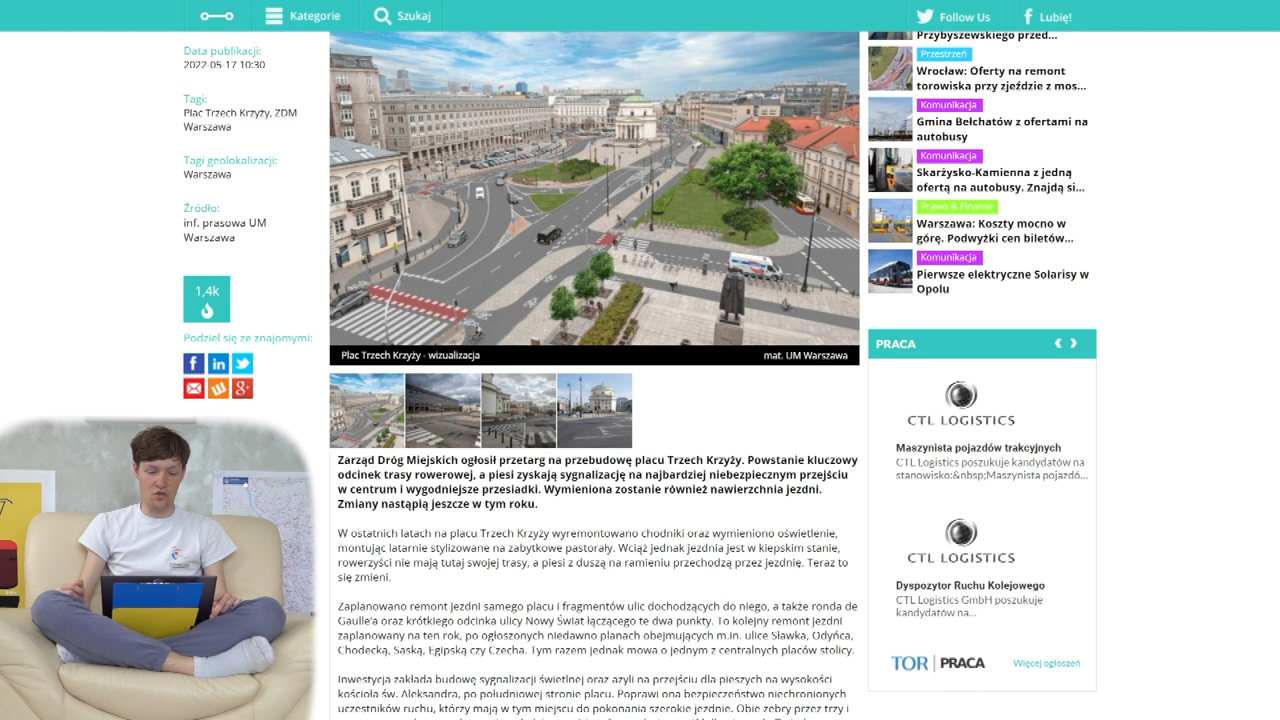 Kategorie
Szukaj
Follow Us
Lubię!
Data publikacji:
2022-05-17 10:30
Tagi:
Plac Trzech Krzyży, ZDM
Warszawa
Tagi geolokalizacji:
Warszawa
Źródło:
inf. prasowa UM
Warszawa
1,4k
Podziel się ze znajomymi:
Plac Trzech Krzyży - wizualizacja
mat. UM Warszawa
Zarząd Dróg Miejskich ogłosił przetarg na przebudowę placu Trzech Krzyży. Powstanie kluczowy
odcinek trasy rowerowej, a piesi zyskają sygnalizację na najbardziej niebezpiecznym przejściu
w centrum i wygodniejsze przesiadki. Wymieniona zostanie również nawierzchnia jezdni.
Zmiany nastąpią jeszcze w tym roku.
W ostatnich latach na placu Trzech Krzyży wyremontowano chodniki oraz wymieniono oświetlenie,
montując latarnie stylizowane na zabytkowe pastorały. Wciąż jednak jezdnia jest w kiepskim stanie,
rowerzyści nie mają tutaj swojej trasy, a piesi z duszą na ramieniu przechodzą przez jezdnię. Teraz to
się zmieni.
Zaplanowano remont jezdni samego placu i fragmentów ulic dochodzących do niego, a także ronda de
Gaulle'a oraz krótkiego odcinka ulicy Nowy Świat łączącego te dwa punkty. To kolejny remont jezdni
zaplanowany na ten rok, po ogłoszonych niedawno planach obejmujących m.in. ulice Sławka, Odyńca,
Chodecką, Saską, Egipską czy Czecha. Tym razem jednak mowa o jednym z centralnych placów stolicy.
Inwestycja zakłada budowę sygnalizacji świetlnej oraz azyli na przejściu dla pieszych na wysokości
kościoła św. Aleksandra, po południowej stronie placu. Poprawi ona bezpieczeństwo niechronionych
uczestników ruchu, którzy mają w tym miejscu do pokonania szerokie jezdnie. Obie zebry przez trzy i
Przybyszewskiego przed...
Przestrzeń
Wrocław: Oferty na remont
torowiska przy zjeździe z mos...
Komunikacja
Gmina Bełchatów z ofertami na
autobusy
Komunikacja
Skarżysko-Kamienna z jedną
ofertą na autobusy. Znajdą si...
Prawo & Finanse
Warszawa: Koszty mocno w
górę. Podwyżki cen biletów...
Komunikacja
Pierwsze elektryczne Solarisy w
Opolu
PRACA
CTL LOGISTICS
Maszynista pojazdów trakcyjnych
CTL Logistics poszukuje kandydatów na
stanowisko:&nbsp;Maszynista pojazdó...
CTL LOGISTICS
Dyspozytor Ruchu Kolejowego
CTL Logistics GmbH poszukuje
kandydatów na...
TOR | PRACA
Więcej ogłoszeń